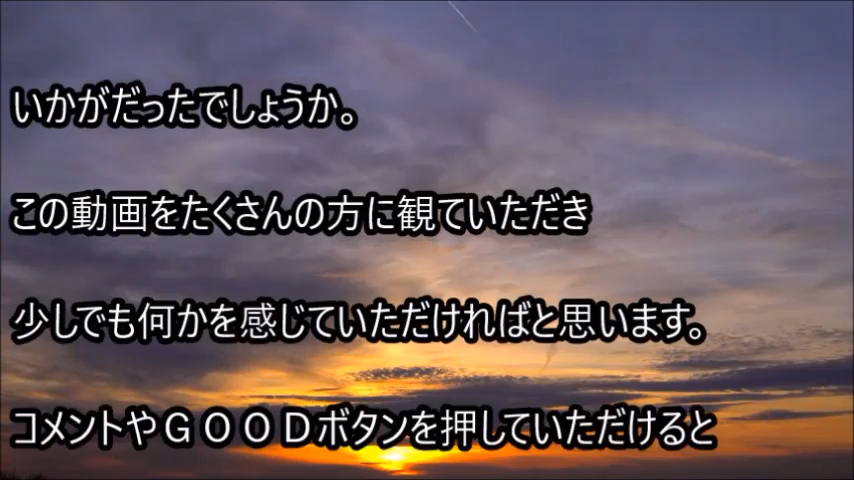 いかがだったでしょうか。
この動画をたくさんの方に観ていただき
少しでも何かを感じていただければと思います。
コメントやＧＯＯＤボタンを押していただけると